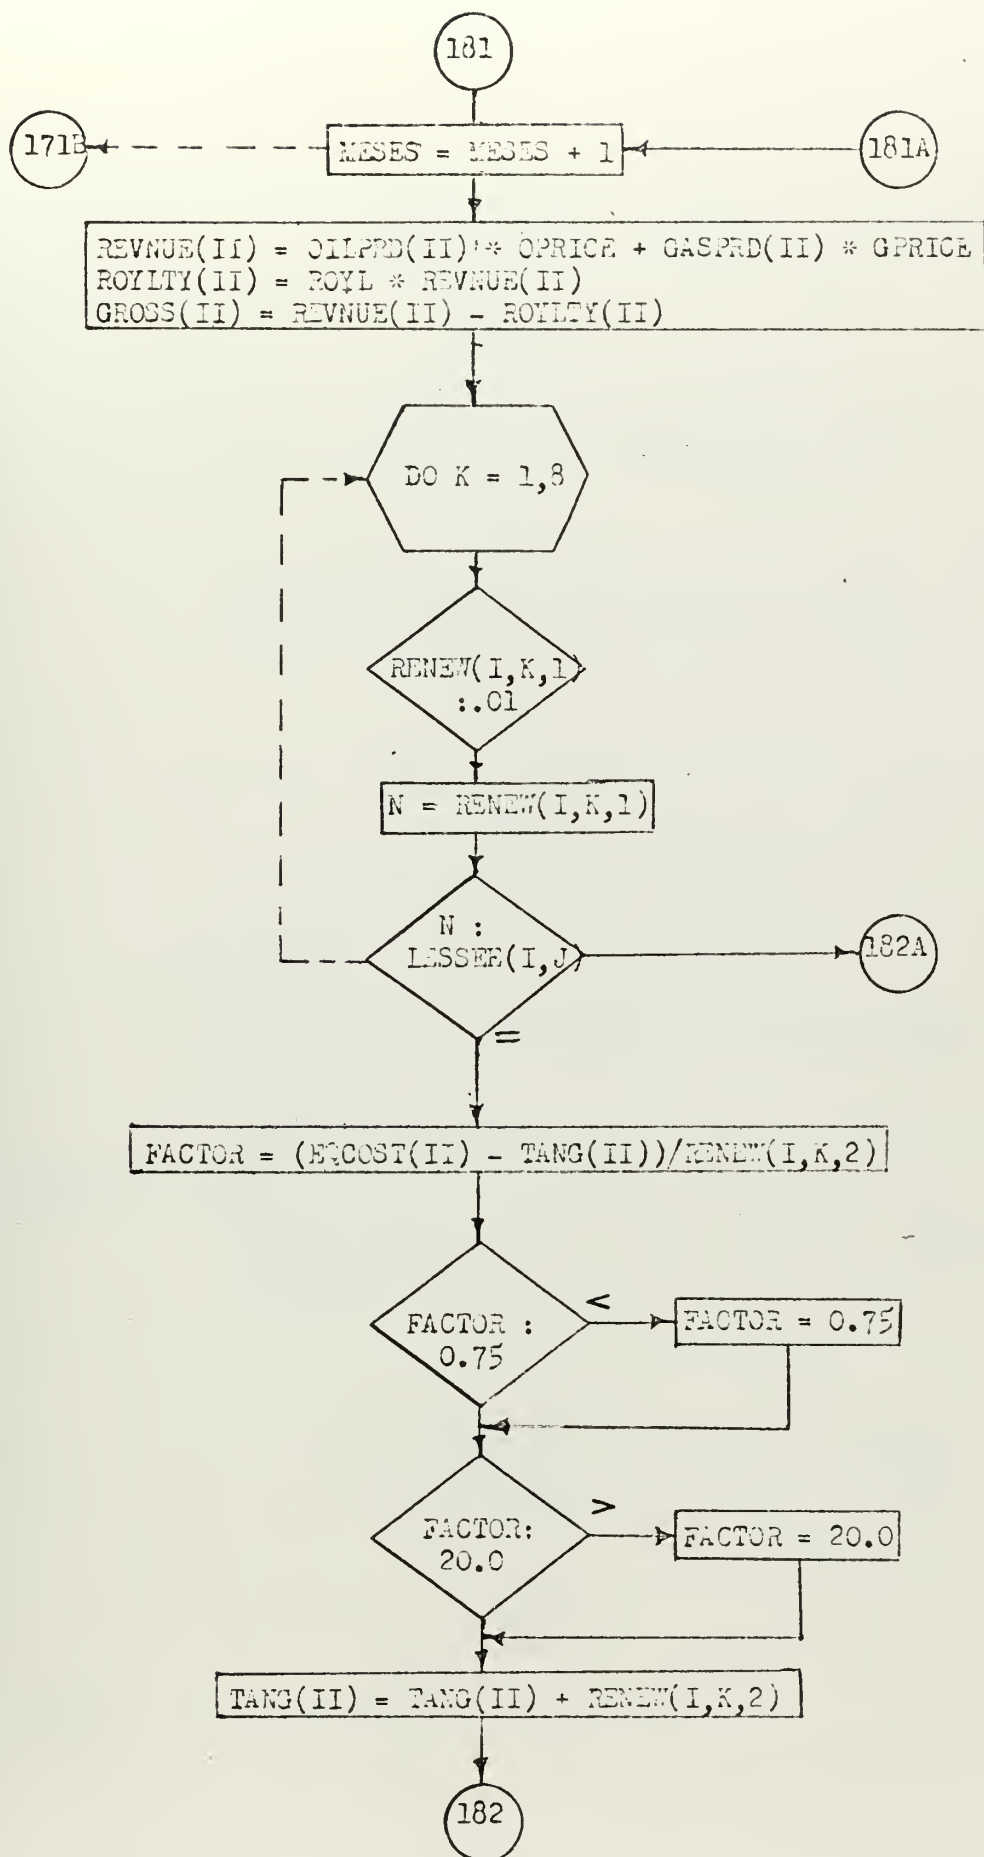 181
171B
MESES = MESES + 1
181A
REVNUE(II) = OILPRD(II) * OPRICE + GASPRD(II) * GPRICE
ROYLTY(II) = ROYL * REVNUE(II)
GROSS(II) = REVNUE(II) - ROYLTY(II)
DO K = 1,8
RENEW(I,K,1)
:.01
N = RENEW(I,K,1)
N :
LESSEE(I,J)
182A
=
FACTOR = (EQCOST(II) - TANG(II))/RENEW(I,K,2)
<
FACTOR :
0.75
FACTOR = 0.75
>
FACTOR:
20.0
FACTOR = 20.0
TANG(II) = TANG(II) + RENEW(I,K,2)
182